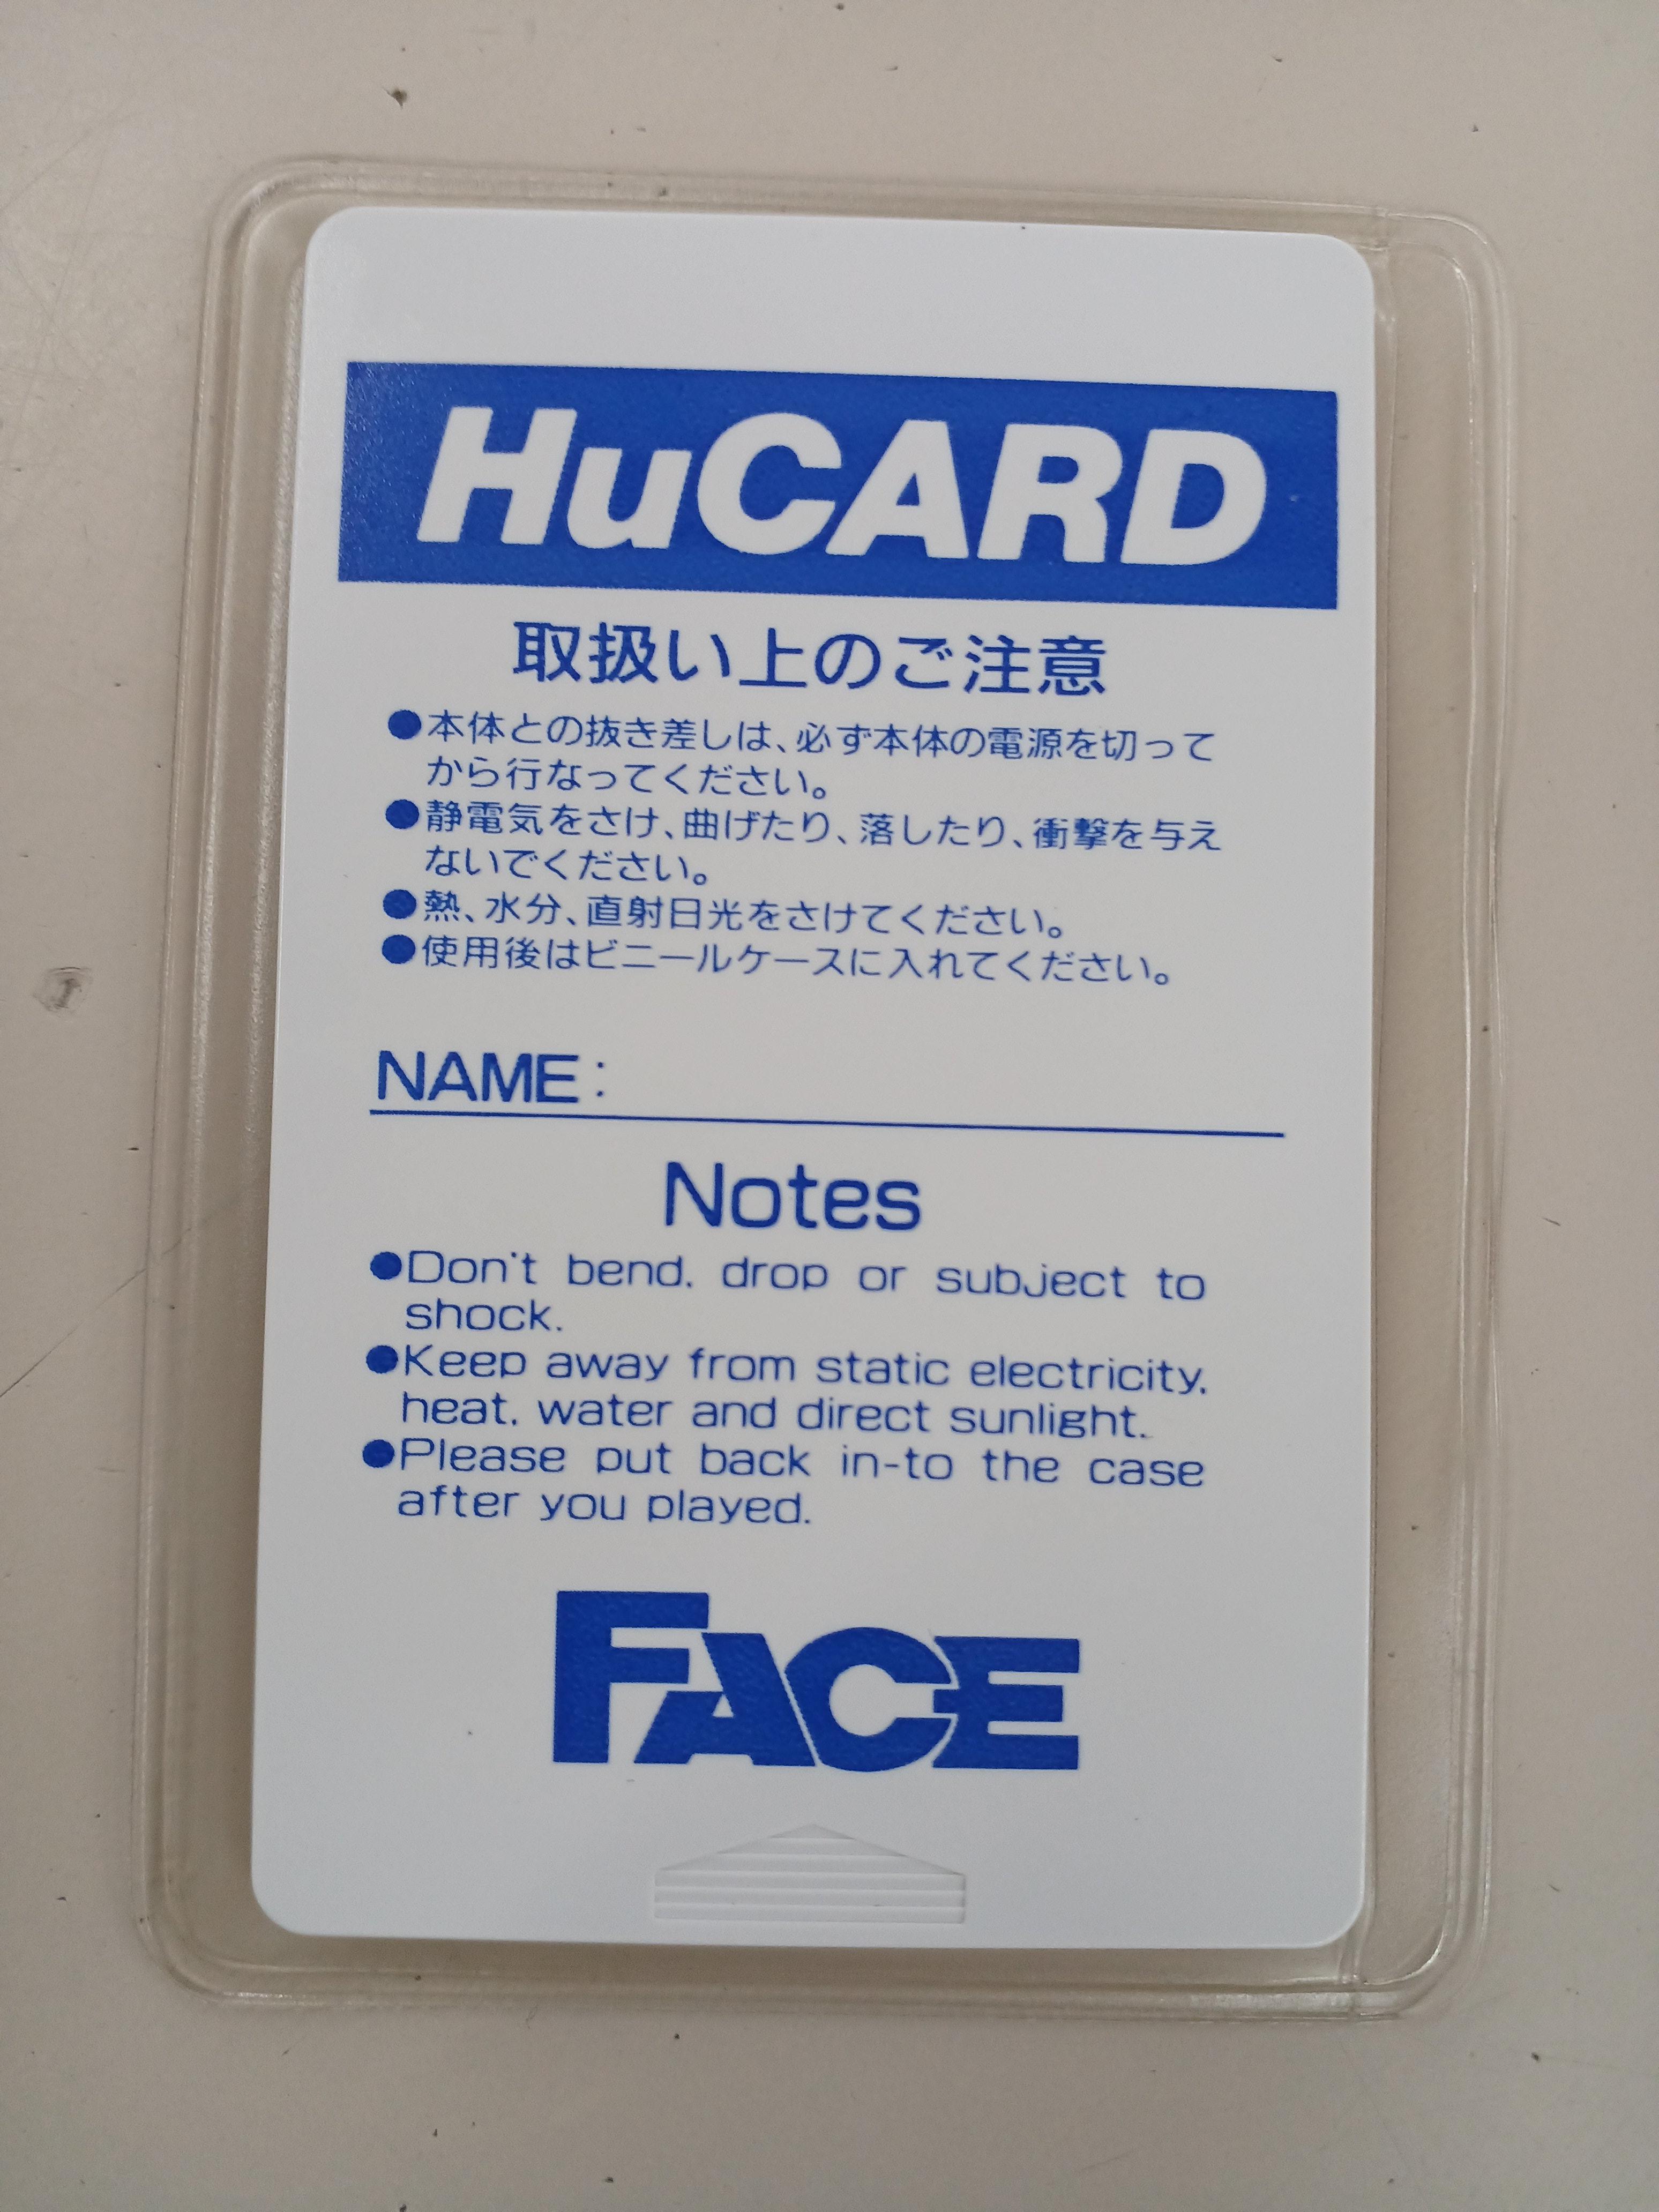 HuCARD
取扱い上のご注意
●本体との抜き差しは、必ず本体の電源を切って
から行なってください。
●静電気をさけ、曲げたり、落したり、衝撃を与え
ないでください。
●熱、水分、直射日光をさけてください。
●使用後はビニールケースに入れてください。
NAME:
Notes
●Don't bend, drop or subject to
shock.
●Keep away from static electricity,
heat, water and direct sunlight.
●Please put back in-to the case
after you played.
FACE